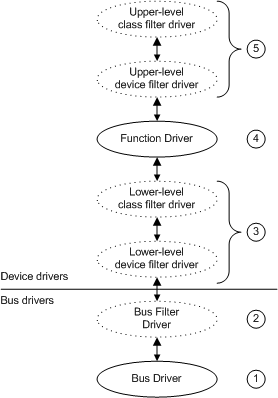 Upper-level
class filter driver
5
Upper-level
device filter driver
Function Driver
4
Lower-level
class filter driver
3
Lower-level
device filter driver
Device drivers
Bus drivers
Bus Filter
Driver
2
Bus Driver
1